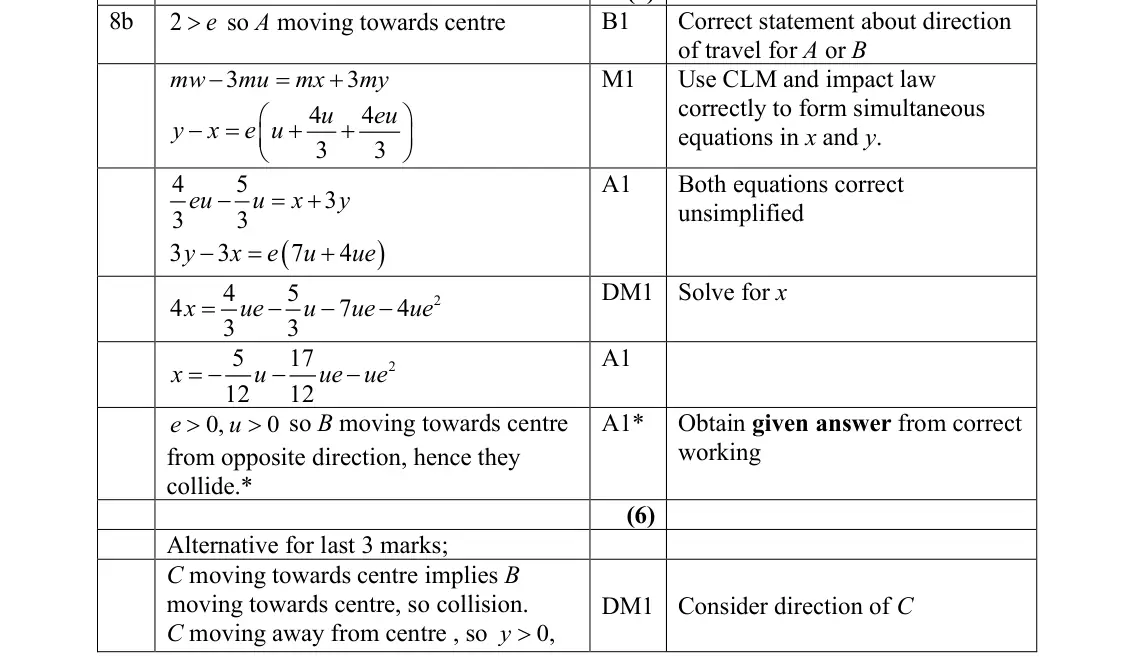 8b 2 > e so A moving towards centre B1 Correct statement about direction
of travel for A or B
mw − 3mu = mx + 3my M1 Use CLM and impact law
correctly to form simultaneous
equations in x and y.
y − x = e(u + 4u/3 + 4eu/3)
4/3 eu − 5/3 u = x + 3y A1 Both equations correct
unsimplified
3y − 3x = e(7u + 4ue)
4x = 4/3 ue − 5/3 u − 7ue − 4ue² DM1 Solve for x
x = − 5/12 u − 17/12 ue − ue² A1
e > 0, u > 0 so B moving towards centre A1* Obtain given answer from correct
from opposite direction, hence they working
collide.*
(6)
Alternative for last 3 marks;
C moving towards centre implies B
moving towards centre, so collision. DM1 Consider direction of C
C moving away from centre , so y > 0,